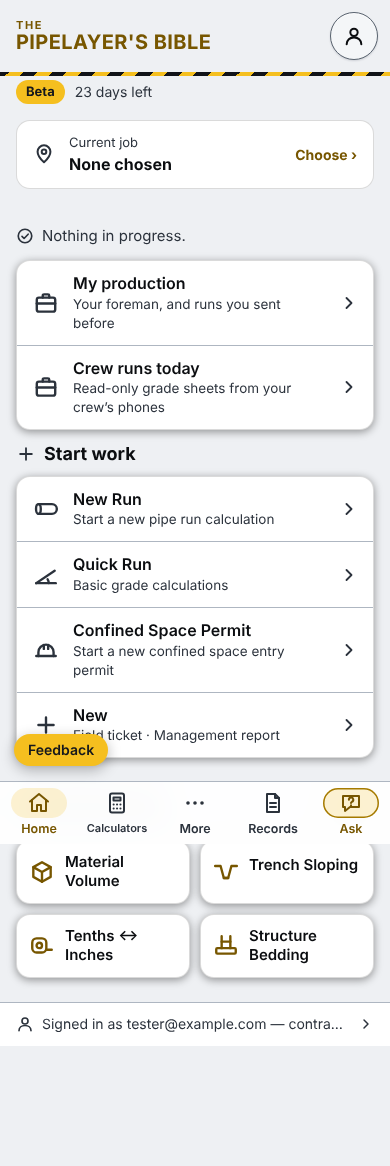 THE
PIPELAYER'S BIBLE
Beta 23 days left
Current job
None chosen
Choose ›
Nothing in progress.
My production
Your foreman, and runs you sent
before
Crew runs today
Read-only grade sheets from your
crew's phones
Start work
New Run
Start a new pipe run calculation
Quick Run
Basic grade calculations
Confined Space Permit
Start a new confined space entry
permit
New
Field ticket · Management report
Feedback
Home
Calculators
More
Records
Ask
Material
Volume
Trench Sloping
Tenths ↔
Inches
Structure
Bedding
Signed in as tester@example.com — contra...